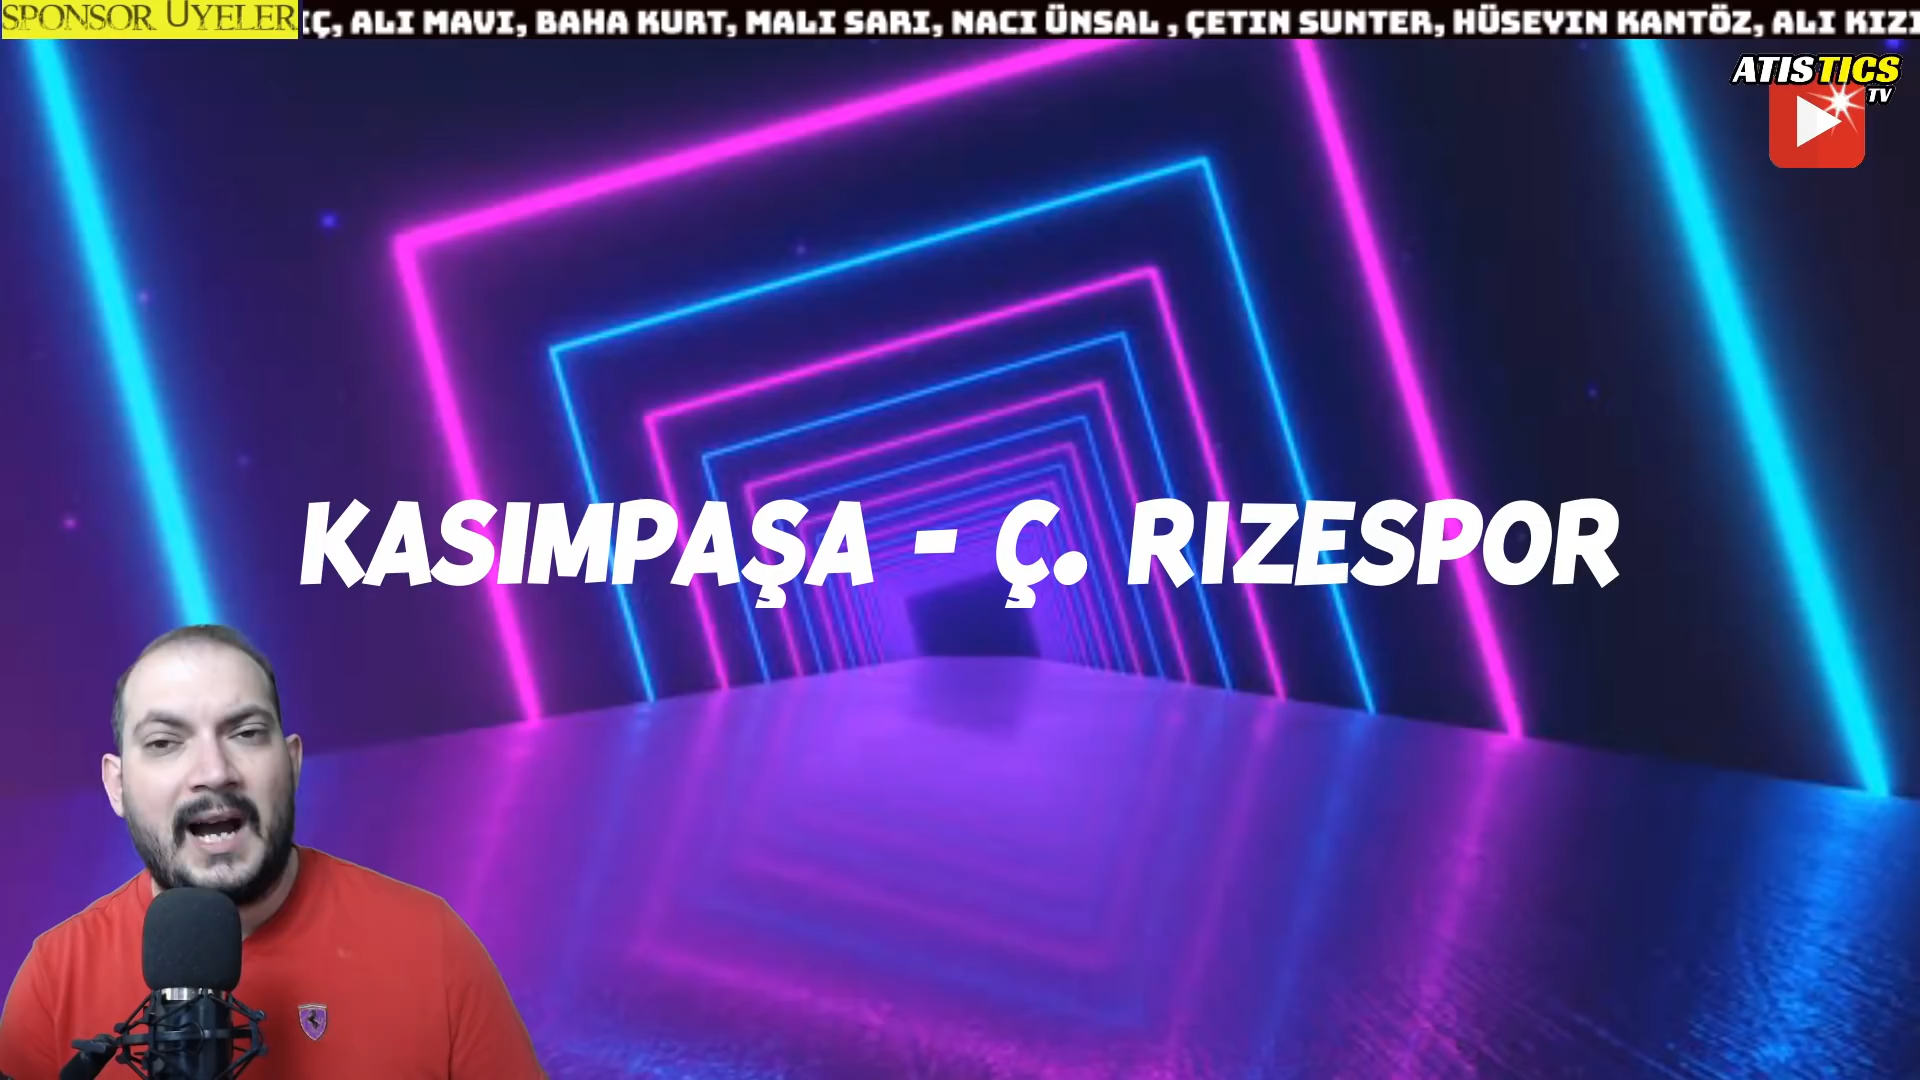 SPONSOR ÜYELER
Ç, ALI MAVI, BAHA KURT, MALI SARI, NACI ÜNSAL , ÇETIN SUNTER, HÜSEYIN KANTÖZ, ALI KIZI
ATISTICS
TV
KASIMPAŞA - Ç. RIZESPOR